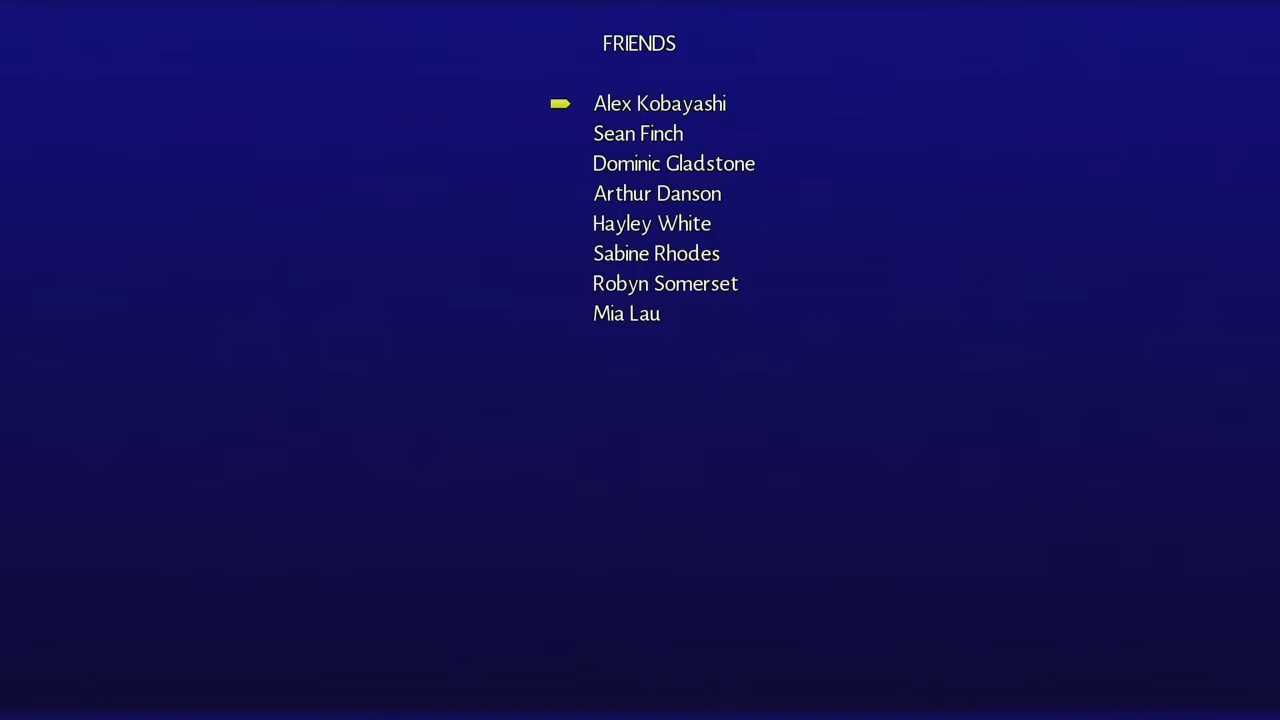 FRIENDS
Alex Kobayashi
Sean Finch
Dominic Gladstone
Arthur Danson
Hayley White
Sabine Rhodes
Robyn Somerset
Mia Lau